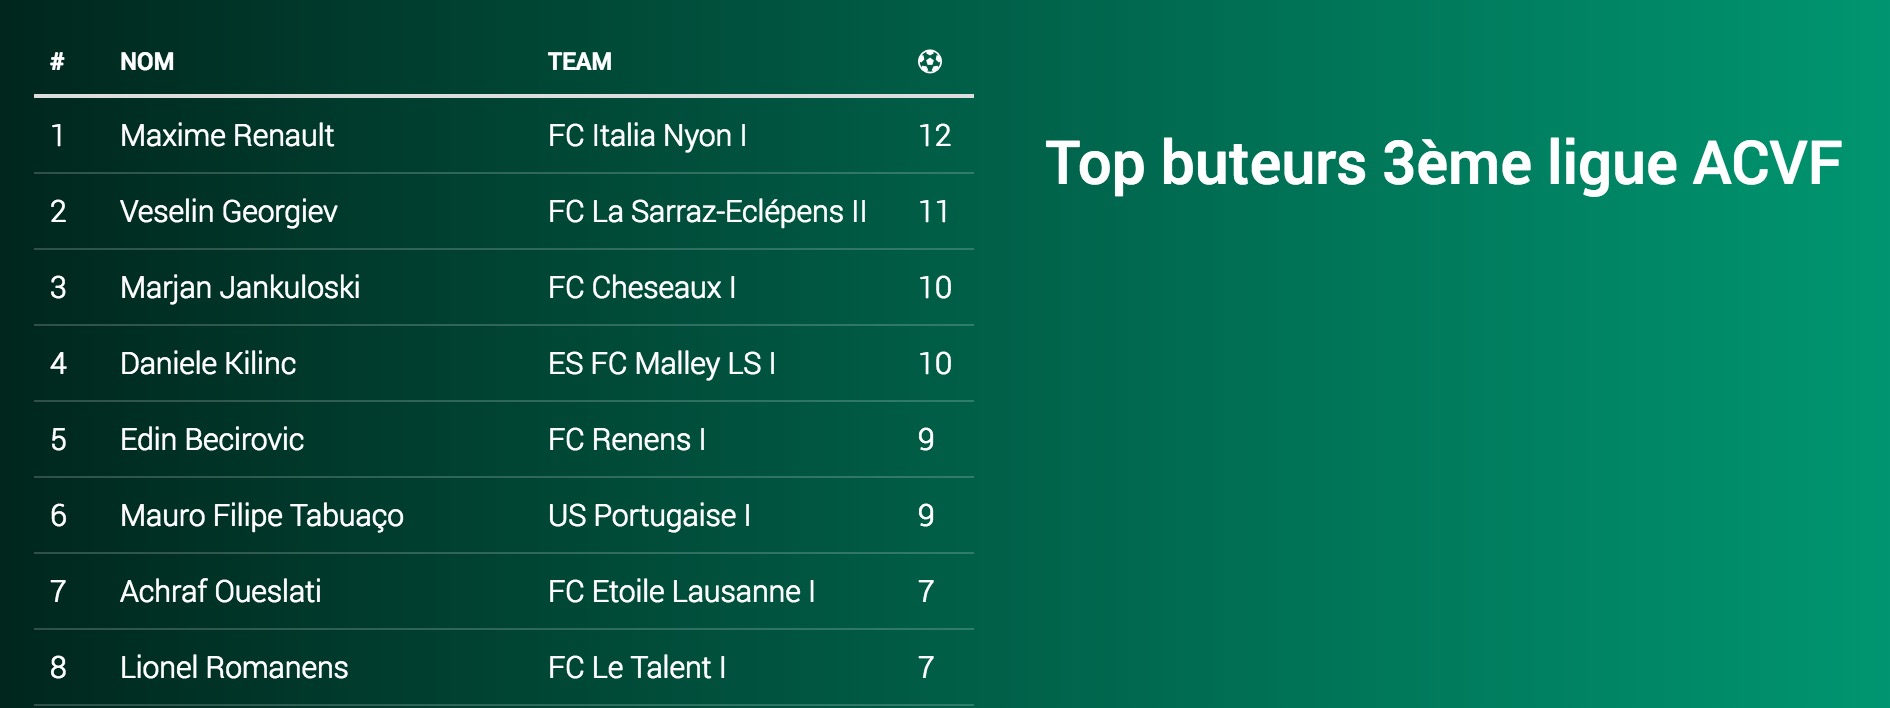 # NOM TEAM
1 Maxime Renault FC Italia Nyon I 12
2 Veselin Georgiev FC La Sarraz-Eclépens II 11
3 Marjan Jankuloski FC Cheseaux I 10
4 Daniele Kilinc ES FC Malley LS I 10
5 Edin Becirovic FC Renens I 9
6 Mauro Filipe Tabuaço US Portugaise I 9
7 Achraf Oueslati FC Etoile Lausanne I 7
8 Lionel Romanens FC Le Talent I 7
Top buteurs 3ème ligue ACVF